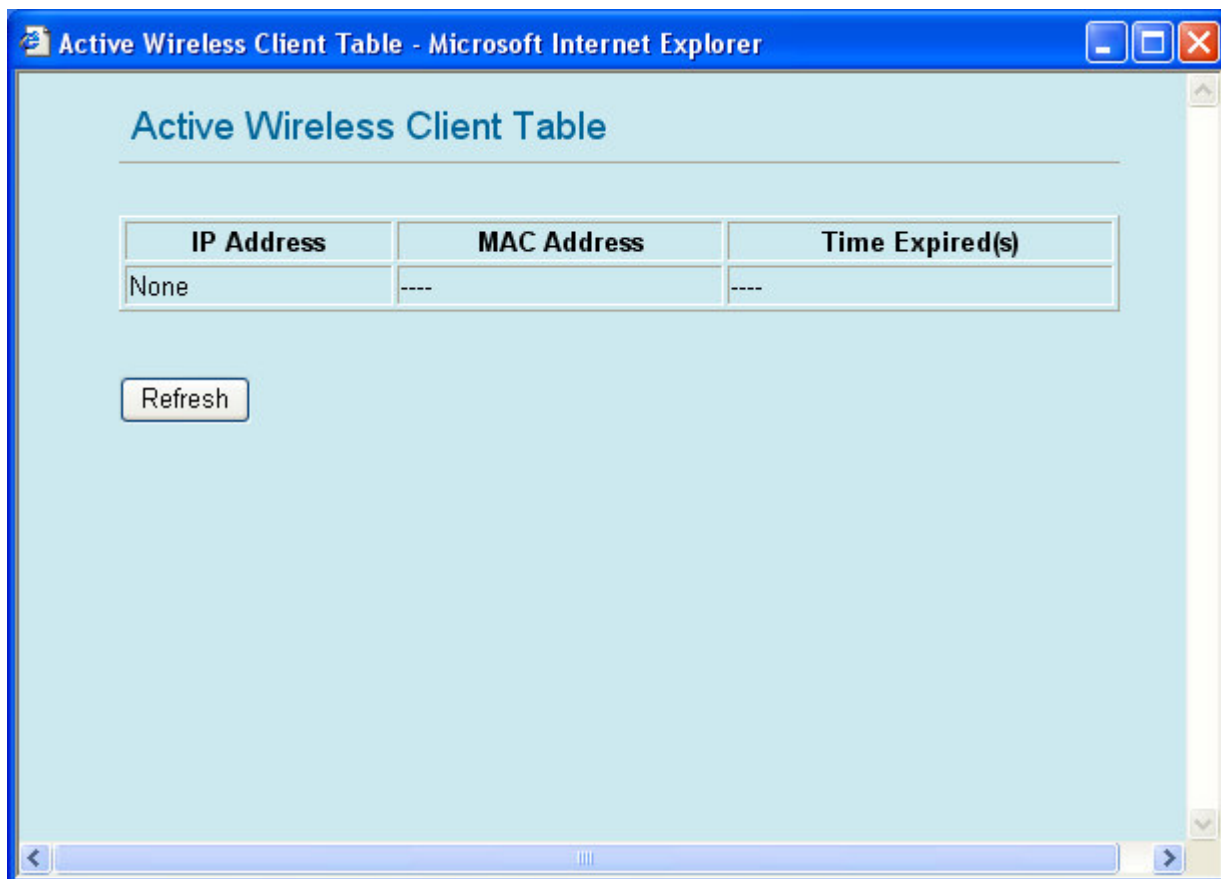 Active Wireless Client Table - Microsoft Internet Explorer
Active Wireless Client Table
IP Address MAC Address Time Expired(s)
None ---- ----
Refresh